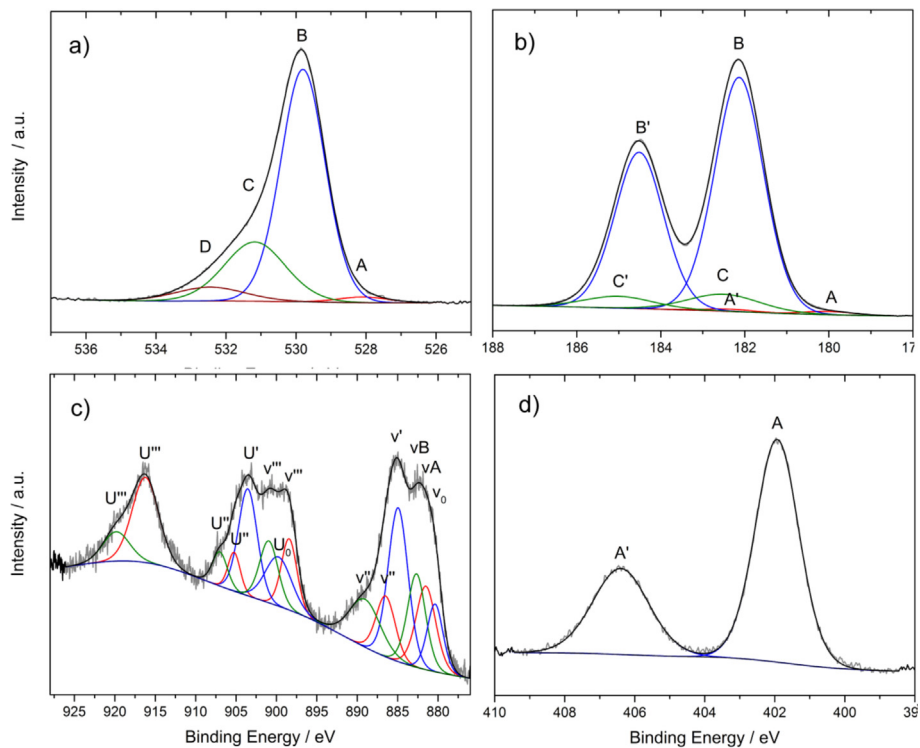 a)
B
C
D
A
Intensity / a.u.
536 534 532 530 528 526
b)
B
B'
C'
C
A'
A
188 186 184 182 180 17
c)
U'''
U'''
U'
v'''
v'''
U''
U''
U₀
v'
vB
vA
v₀
v''
v''
Intensity / a.u.
925 920 915 910 905 900 895 890 885 880
Binding Energy / eV
d)
A
A'
410 408 406 404 402 400 39
Binding Energy / eV